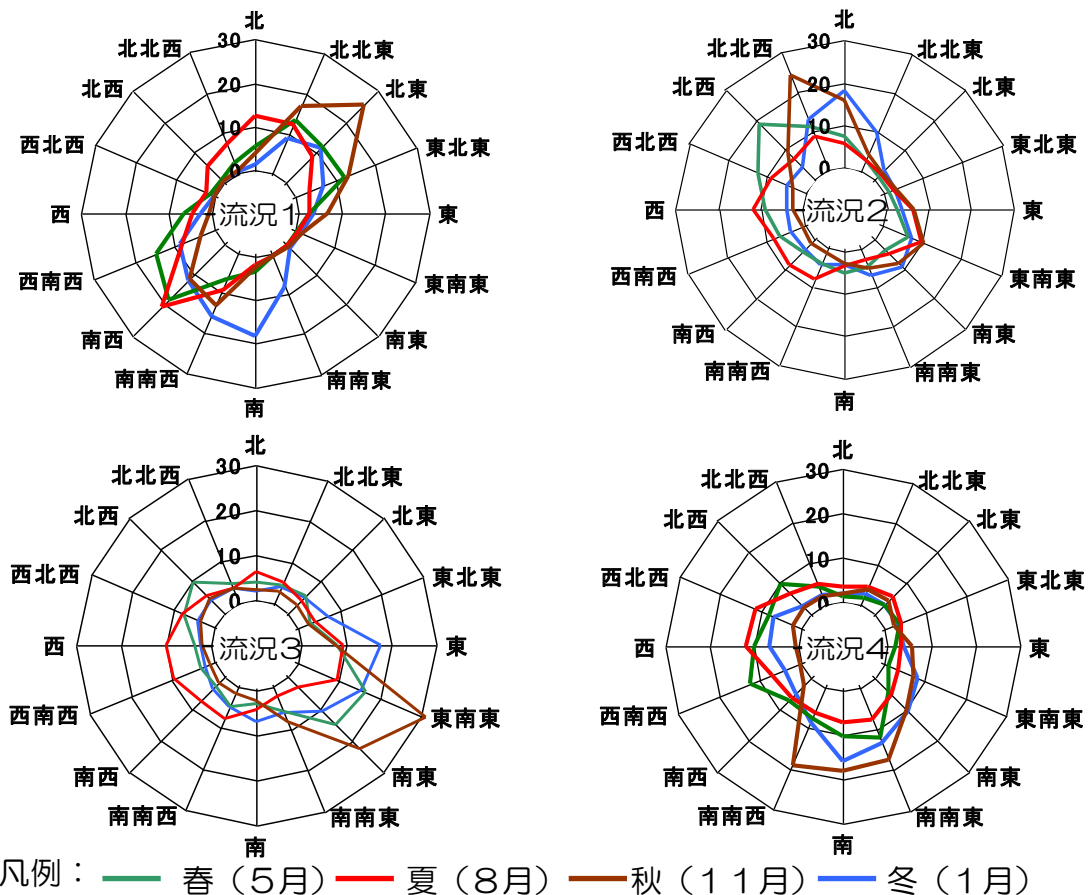 北
北北東
北東
東北東
東
東南東
南東
南南東
南
南南西
南西
西南西
西
西北西
北西
北北西
30
20
10
0
流況1
北
北北東
北東
東北東
東
東南東
南東
南南東
南
南南西
南西
西南西
西
西北西
北西
北北西
30
20
10
0
流況2
北
北北東
北東
東北東
東
東南東
南東
南南東
南
南南西
南西
西南西
西
西北西
北西
北北西
30
20
10
0
流況3
北
北北東
北東
東北東
東
東南東
南東
南南東
南
南南西
南西
西南西
西
西北西
北西
北北西
30
20
10
0
流況4
凡例： 春（5月） 夏（8月） 秋（11月） 冬（1月）